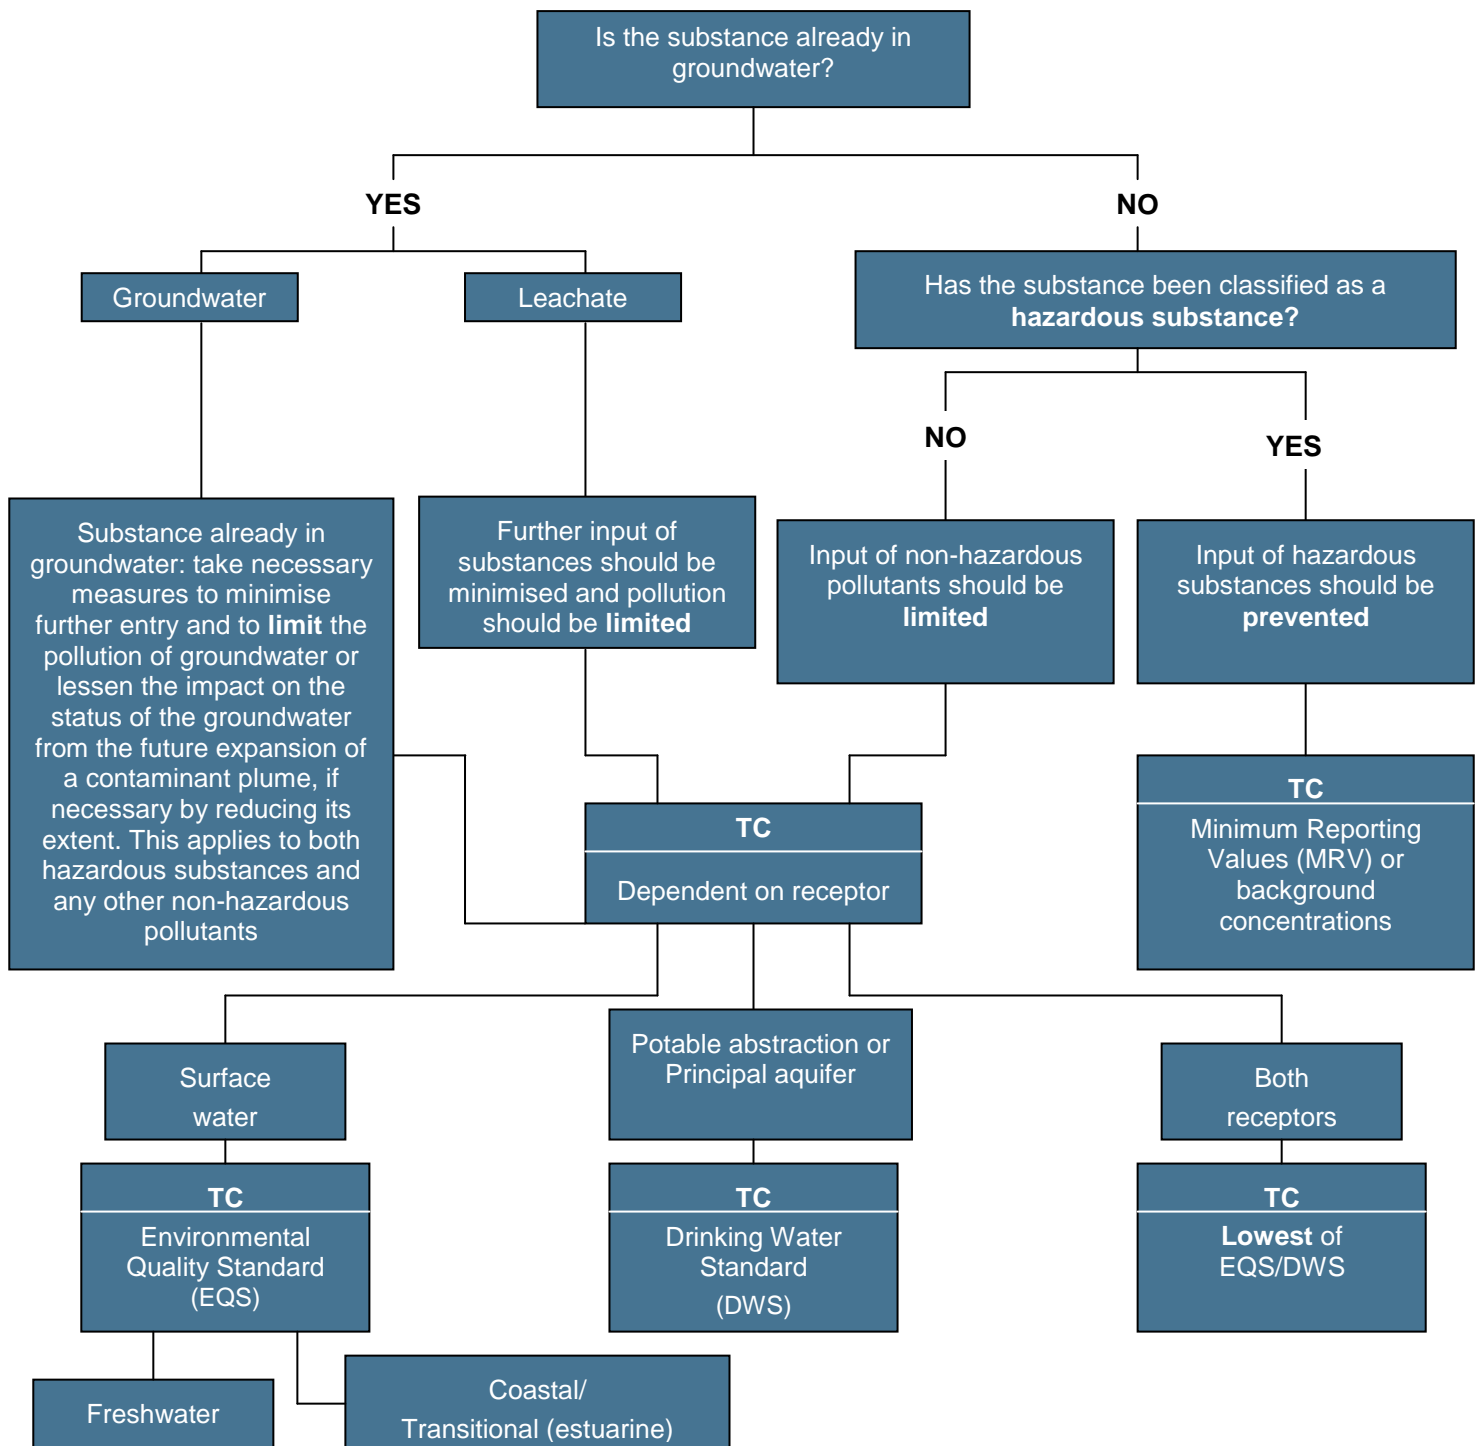 Is the substance already in
groundwater?
YES
NO
Groundwater
Leachate
Has the substance been classified as a
hazardous substance?
NO
YES
Substance already in
groundwater: take necessary
measures to minimise
further entry and to limit the
pollution of groundwater or
lessen the impact on the
status of the groundwater
from the future expansion of
a contaminant plume, if
necessary by reducing its
extent. This applies to both
hazardous substances and
any other non-hazardous
pollutants
Further input of
substances should be
minimised and pollution
should be limited
Input of non-hazardous
pollutants should be
limited
Input of hazardous
substances should be
prevented
TC
Dependent on receptor
TC
Minimum Reporting
Values (MRV) or
background
concentrations
Surface
water
Potable abstraction or
Principal aquifer
Both
receptors
TC
Environmental
Quality Standard
(EQS)
TC
Drinking Water
Standard
(DWS)
TC
Lowest of
EQS/DWS
Freshwater
Coastal/
Transitional (estuarine)